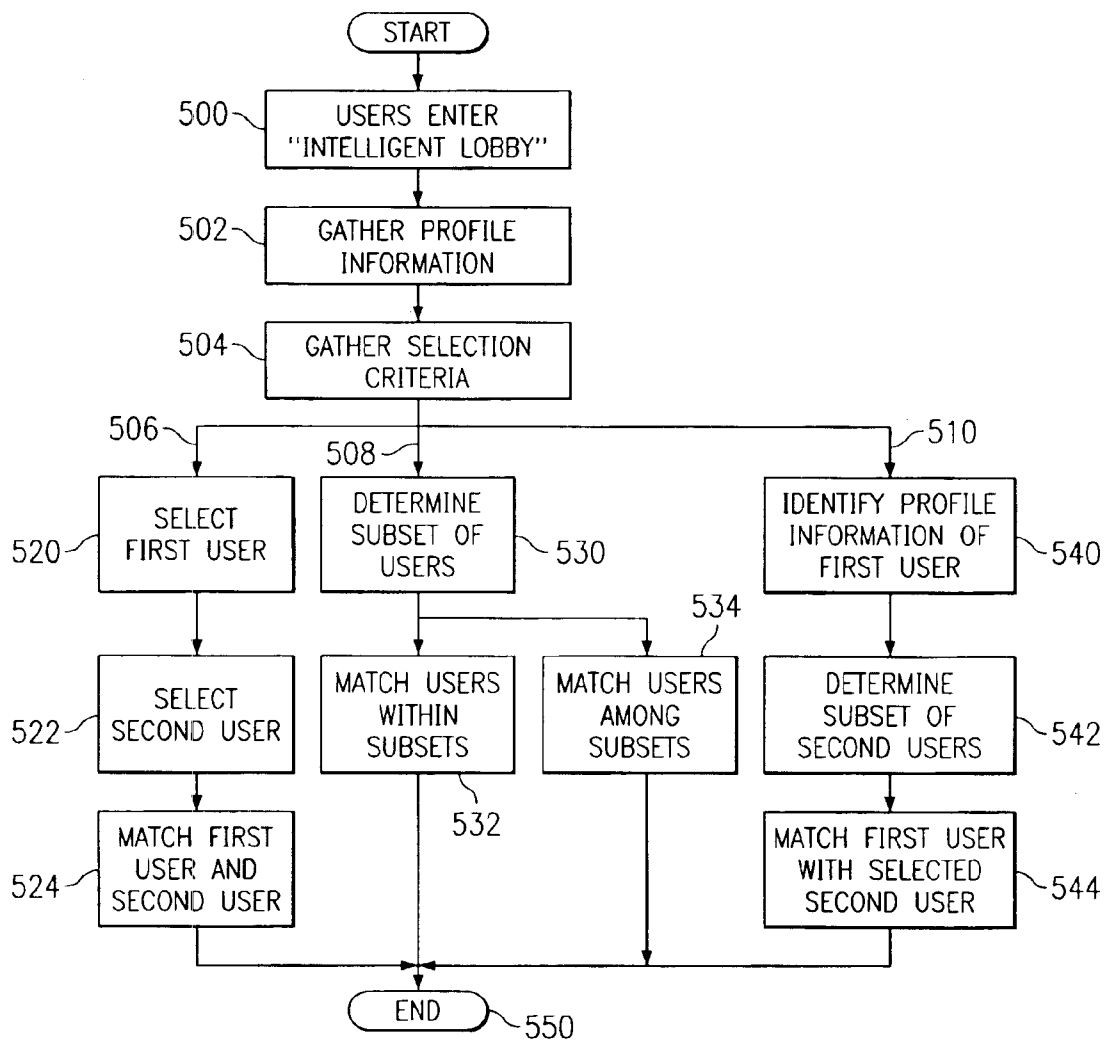 START
500
USERS ENTER
"INTELLIGENT LOBBY"
502
GATHER PROFILE
INFORMATION
504
GATHER SELECTION
CRITERIA
506
508
510
520
SELECT
FIRST USER
DETERMINE
SUBSET OF
USERS
530
IDENTIFY PROFILE
INFORMATION OF
FIRST USER
540
534
522
SELECT
SECOND USER
MATCH USERS
WITHIN
SUBSETS
532
MATCH USERS
AMONG
SUBSETS
DETERMINE
SUBSET OF
SECOND USERS
542
524
MATCH FIRST
USER AND
SECOND USER
MATCH FIRST USER
WITH SELECTED
SECOND USER
544
END
550